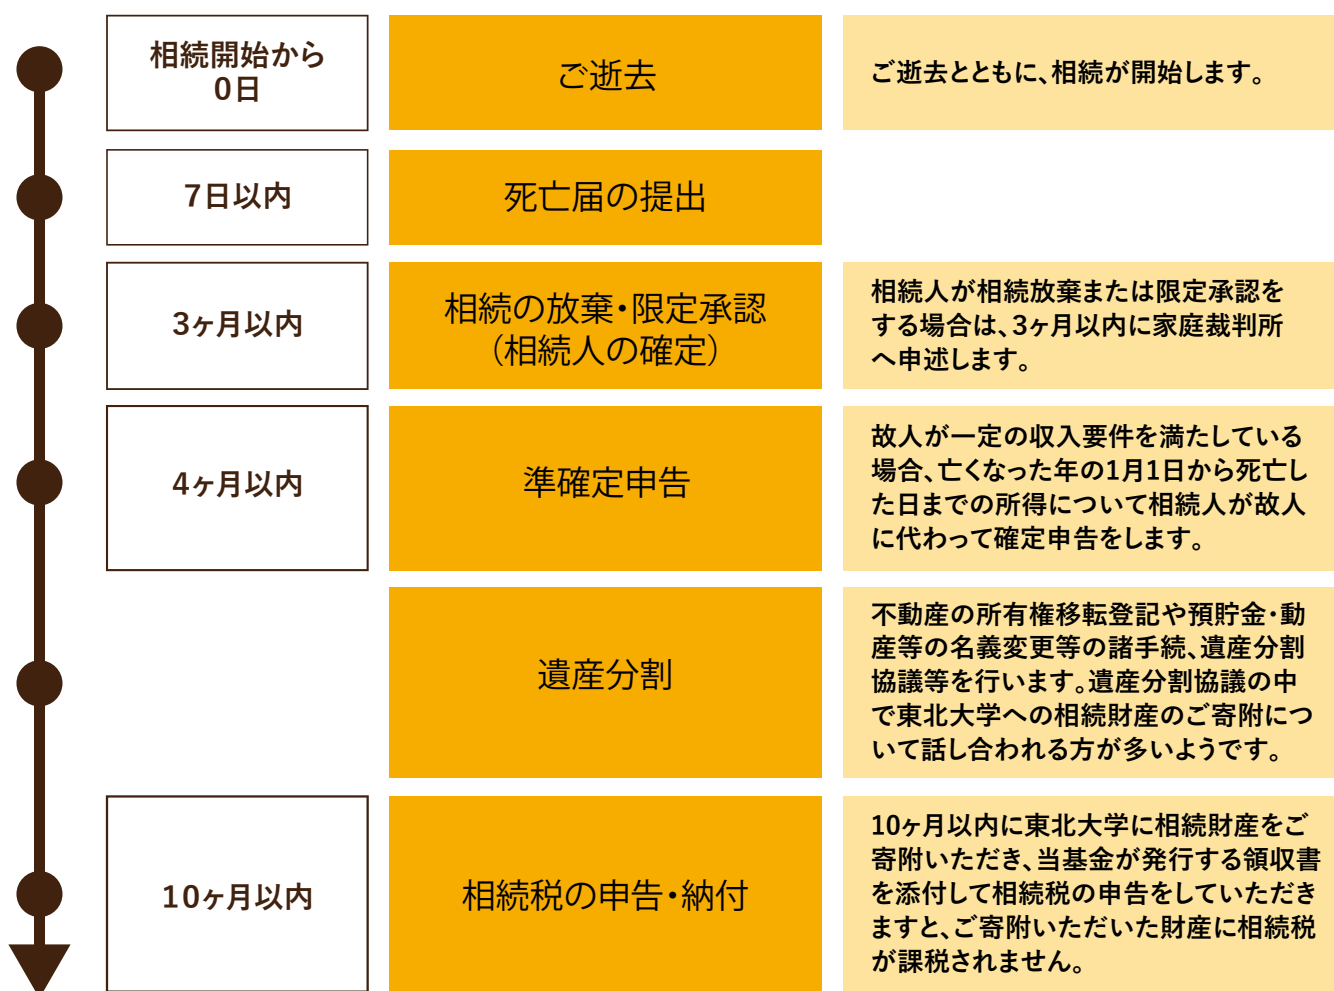 相続開始から
0日
ご逝去
ご逝去とともに、相続が開始します。
7日以内
死亡届の提出
3ヶ月以内
相続の放棄・限定承認
(相続人の確定)
相続人が相続放棄または限定承認を
する場合は、3ヶ月以内に家庭裁判所
へ申述します。
4ヶ月以内
準確定申告
故人が一定の収入要件を満たしている
場合、亡くなった年の1月1日から死亡し
た日までの所得について相続人が故人
に代わって確定申告をします。
遺産分割
不動産の所有権移転登記や預貯金・動
産等の名義変更等の諸手続、遺産分割
協議等を行います。遺産分割協議の中
で東北大学への相続財産のご寄附につ
いて話し合われる方が多いようです。
10ヶ月以内
相続税の申告・納付
10ヶ月以内に東北大学に相続財産をご
寄附いただき、当基金が発行する領収書
を添付して相続税の申告をしていただき
ますと、ご寄附いただいた財産に相続税
が課税されません。